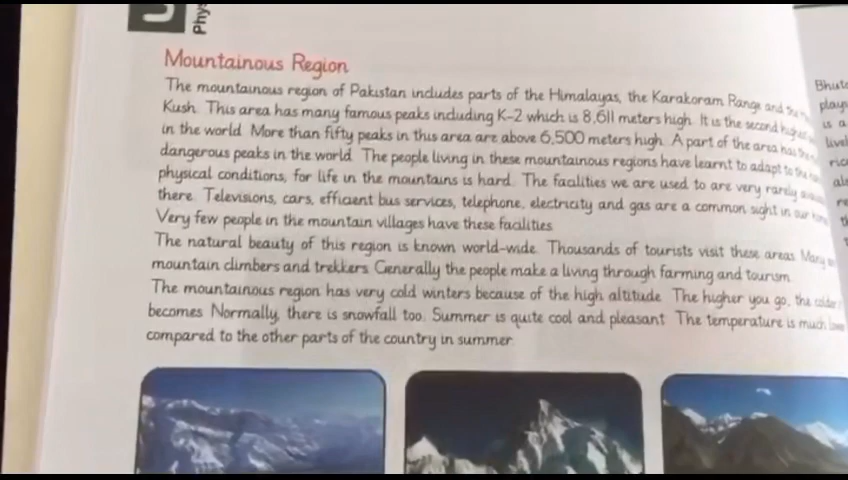 Phys
Mountainous Region
The mountainous region of Pakistan includes parts of the Himalayas, the Karakoram Range and the
Kush. This area has many famous peaks including K-2 which is 8,611 meters high. It is the second highest
in the world. More than fifty peaks in this area are above 6,500 meters high. A part of the area has the
dangerous peaks in the world. The people living in these mountainous regions have learnt to adapt to the
physical conditions, for life in the mountains is hard. The facilities we are used to are very rarely
there. Televisions, cars, efficient bus services, telephone, electricity and gas are a common sight in our
Very few people in the mountain villages have these facilities
The natural beauty of this region is known world-wide. Thousands of tourists visit these areas. Many
mountain climbers and trekkers. Generally the people make a living through farming and tourism
The mountainous region has very cold winters because of the high altitude. The higher you go, the colder
becomes. Normally, there is snowfall too. Summer is quite cool and pleasant. The temperature is much
compared to the other parts of the country in summer.
is a